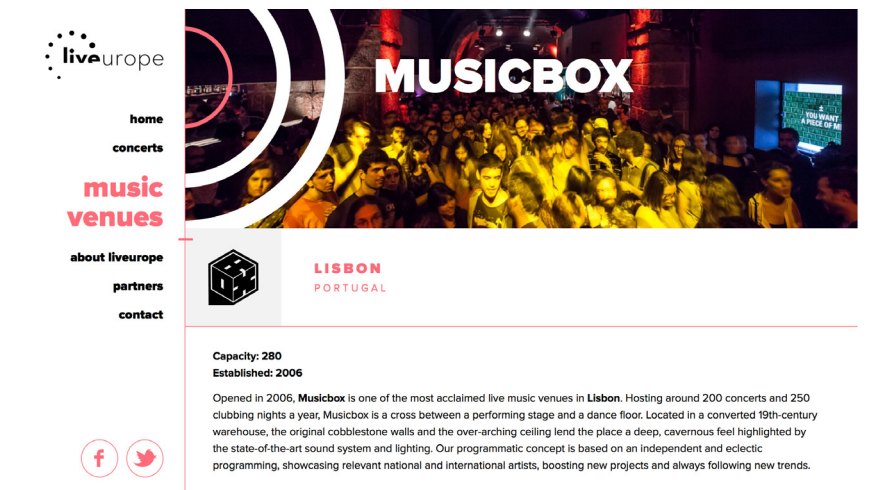 liveurope
home
concerts
music
venues
about liveurope
partners
contact
MUSICBOX
YOU WANT
A PIECE OF ME
BOX
LISBON
PORTUGAL
Capacity: 280
Established: 2006
Opened in 2006, Musicbox is one of the most acclaimed live music venues in Lisbon. Hosting around 200 concerts and 250
clubbing nights a year, Musicbox is a cross between a performing stage and a dance floor. Located in a converted 19th-century
warehouse, the original cobblestone walls and the over-arching ceiling lend the place a deep, cavernous feel highlighted by
the state-of-the-art sound system and lighting. Our programmatic concept is based on an independent and eclectic
programming, showcasing relevant national and international artists, boosting new projects and always following new trends.